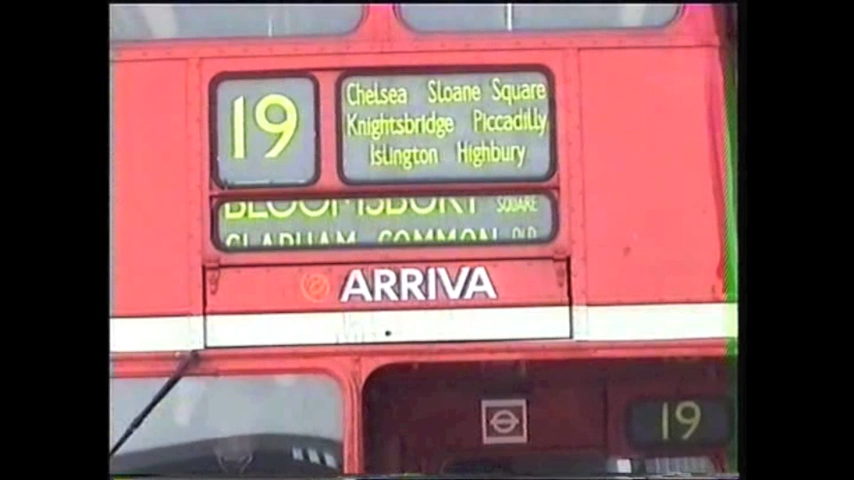 19
Chelsea Sloane Square
Knightsbridge Piccadilly
Islington Highbury
BLOOMSBURY SQUARE
CLAPHAM COMMON OLD
ARRIVA
19